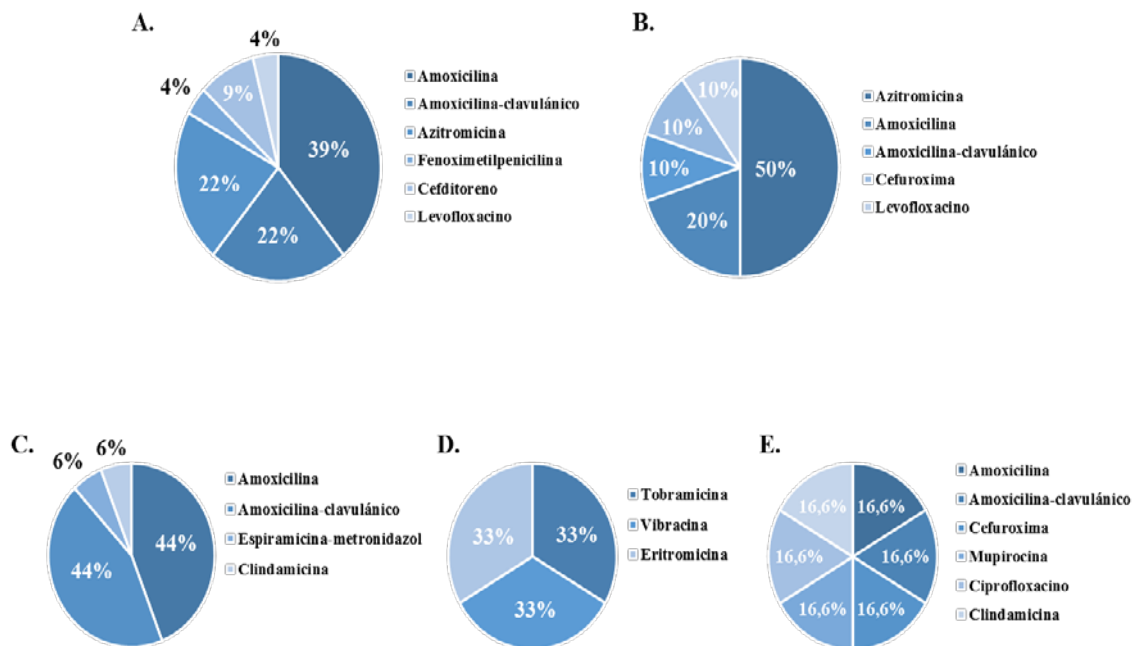 A.
4%
4%
9%
39%
22%
22%
Amoxicilina
Amoxicilina-clavulánico
Azitromicina
Fenoximetilpenicilina
Cefditoreno
Levofloxacino
B.
10%
10%
10%
50%
20%
Azitromicina
Amoxicilina
Amoxicilina-clavulánico
Cefuroxima
Levofloxacino
C.
6%
6%
44%
44%
Amoxicilina
Amoxicilina-clavulánico
Espiramicina-metronidazol
Clindamicina
D.
33%
33%
33%
Tobramicina
Vibracina
Eritromicina
E.
16,6%
16,6%
16,6%
16,6%
16,6%
16,6%
Amoxicilina
Amoxicilina-clavulánico
Cefuroxima
Mupirocina
Ciprofloxacino
Clindamicina